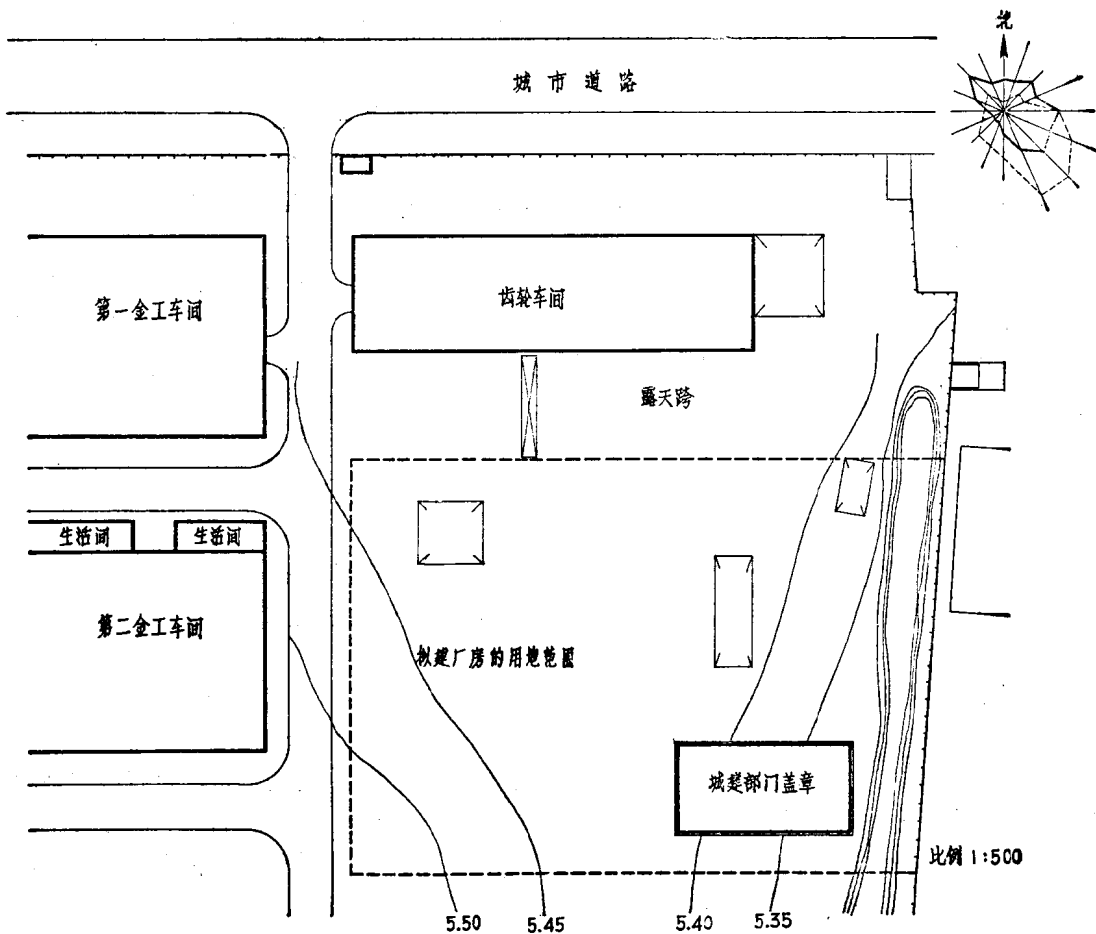 北
城市道路
第一金工车间
齿轮车间
露天跨
生活间
生活间
第二金工车间
拟建厂房的用地范围
城建部门盖章
比例 1:500
5.50
5.45
5.40
5.35